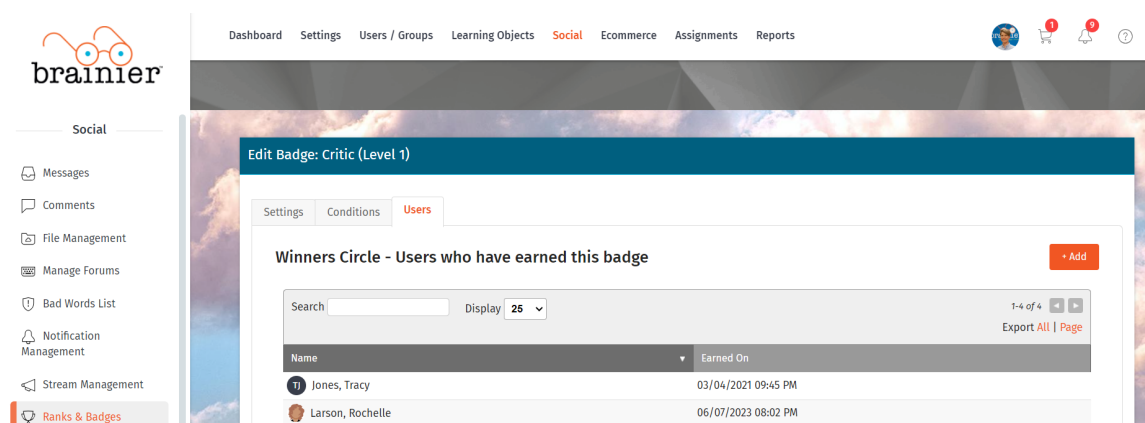 brainier
Dashboard Settings Users / Groups Learning Objects Social Ecommerce Assignments Reports
1
9
?
Social
Messages
Comments
File Management
Manage Forums
Bad Words List
Notification
Management
Stream Management
Ranks & Badges
Edit Badge: Critic (Level 1)
Settings Conditions Users
Winners Circle - Users who have earned this badge
+ Add
Search Display 25
1-4 of 4
Export All | Page
Name Earned On
TJ Jones, Tracy 03/04/2021 09:45 PM
Larson, Rochelle 06/07/2023 08:02 PM